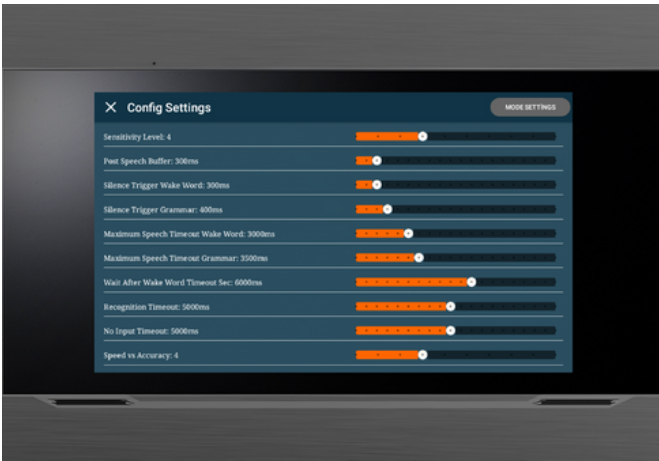 Config Settings
MODE SETTINGS
Sensitivity Level: 4
Post Speech Buffer: 300ms
Silence Trigger Wake Word: 300ms
Silence Trigger Grammar: 400ms
Maximum Speech Timeout Wake Word: 3000ms
Maximum Speech Timeout Grammar: 3500ms
Wait After Wake Word Timeout Sec: 6000ms
Recognition Timeout: 5000ms
No Input Timeout: 5000ms
Speed vs Accuracy: 4